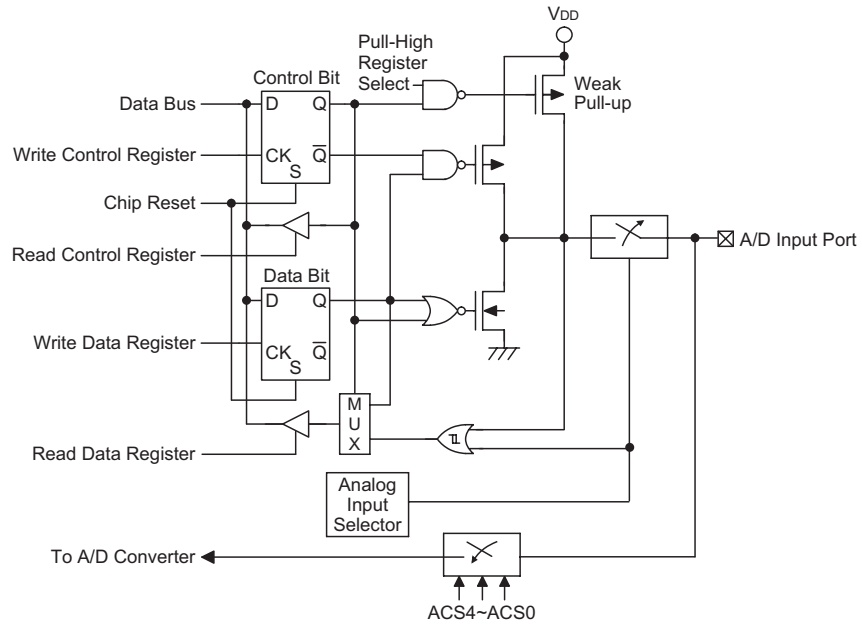 VDD
Pull-High
Register
Select
Control Bit
Weak
Pull-up
Data Bus
D
Q
Write Control Register
CK
Q
S
Chip Reset
Read Control Register
A/D Input Port
Data Bit
D
Q
Write Data Register
CK
Q
S
M
U
X
Read Data Register
Analog
Input
Selector
To A/D Converter
ACS4~ACS0